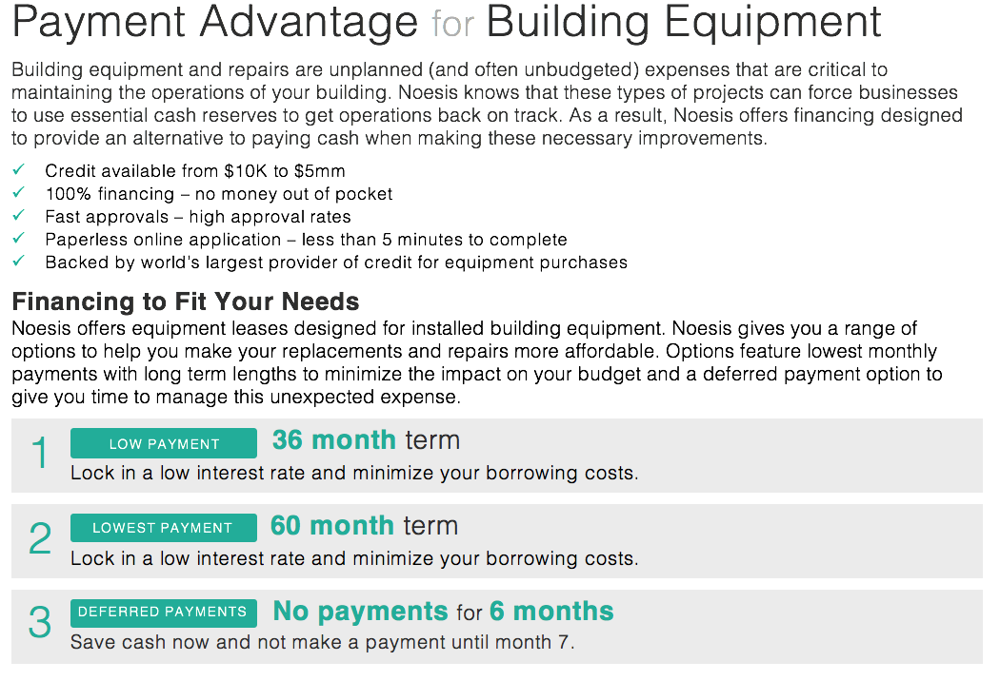 Payment Advantage for Building Equipment
Building equipment and repairs are unplanned (and often unbudgeted) expenses that are critical to
maintaining the operations of your building. Noesis knows that these types of projects can force businesses
to use essential cash reserves to get operations back on track. As a result, Noesis offers financing designed
to provide an alternative to paying cash when making these necessary improvements.
✓ Credit available from $10K to $5mm
✓ 100% financing – no money out of pocket
✓ Fast approvals – high approval rates
✓ Paperless online application – less than 5 minutes to complete
✓ Backed by world's largest provider of credit for equipment purchases
Financing to Fit Your Needs
Noesis offers equipment leases designed for installed building equipment. Noesis gives you a range of
options to help you make your replacements and repairs more affordable. Options feature lowest monthly
payments with long term lengths to minimize the impact on your budget and a deferred payment option to
give you time to manage this unexpected expense.
1 LOW PAYMENT 36 month term
Lock in a low interest rate and minimize your borrowing costs.
2 LOWEST PAYMENT 60 month term
Lock in a low interest rate and minimize your borrowing costs.
3 DEFERRED PAYMENTS No payments for 6 months
Save cash now and not make a payment until month 7.